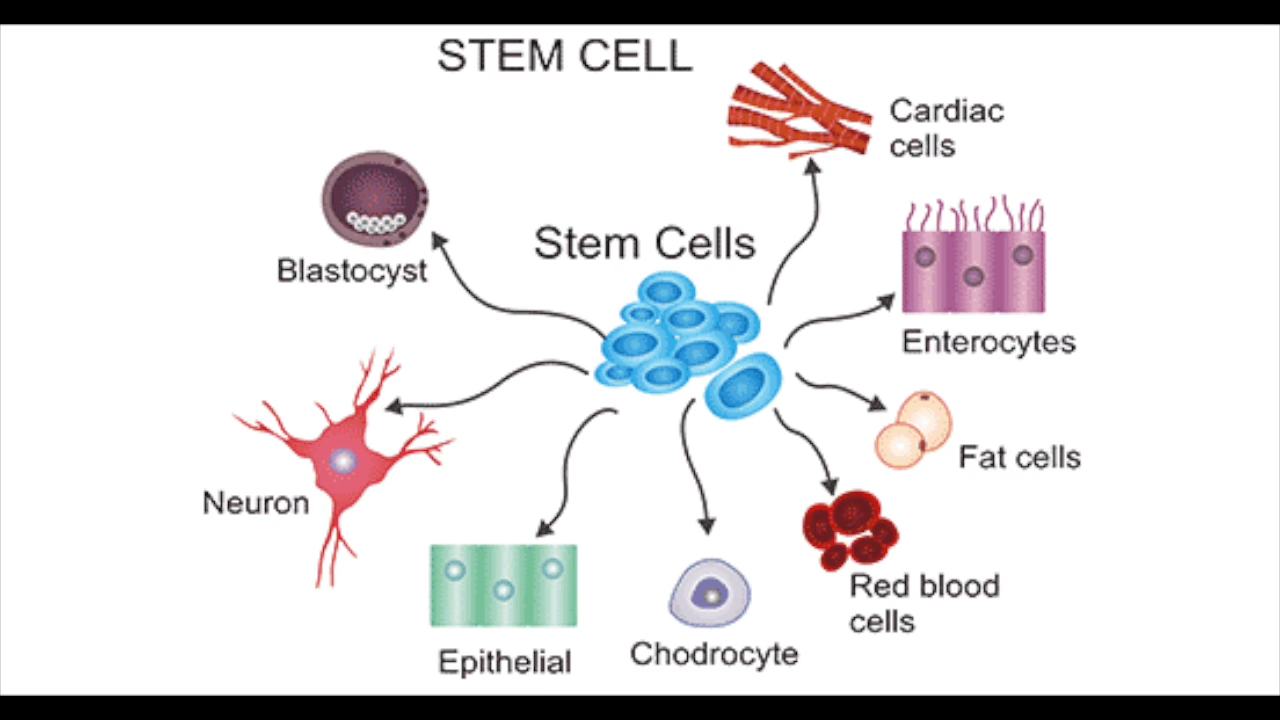 STEM CELL
Cardiac
cells
Blastocyst
Stem Cells
Enterocytes
Neuron
Fat cells
Epithelial
Chodrocyte
Red blood
cells